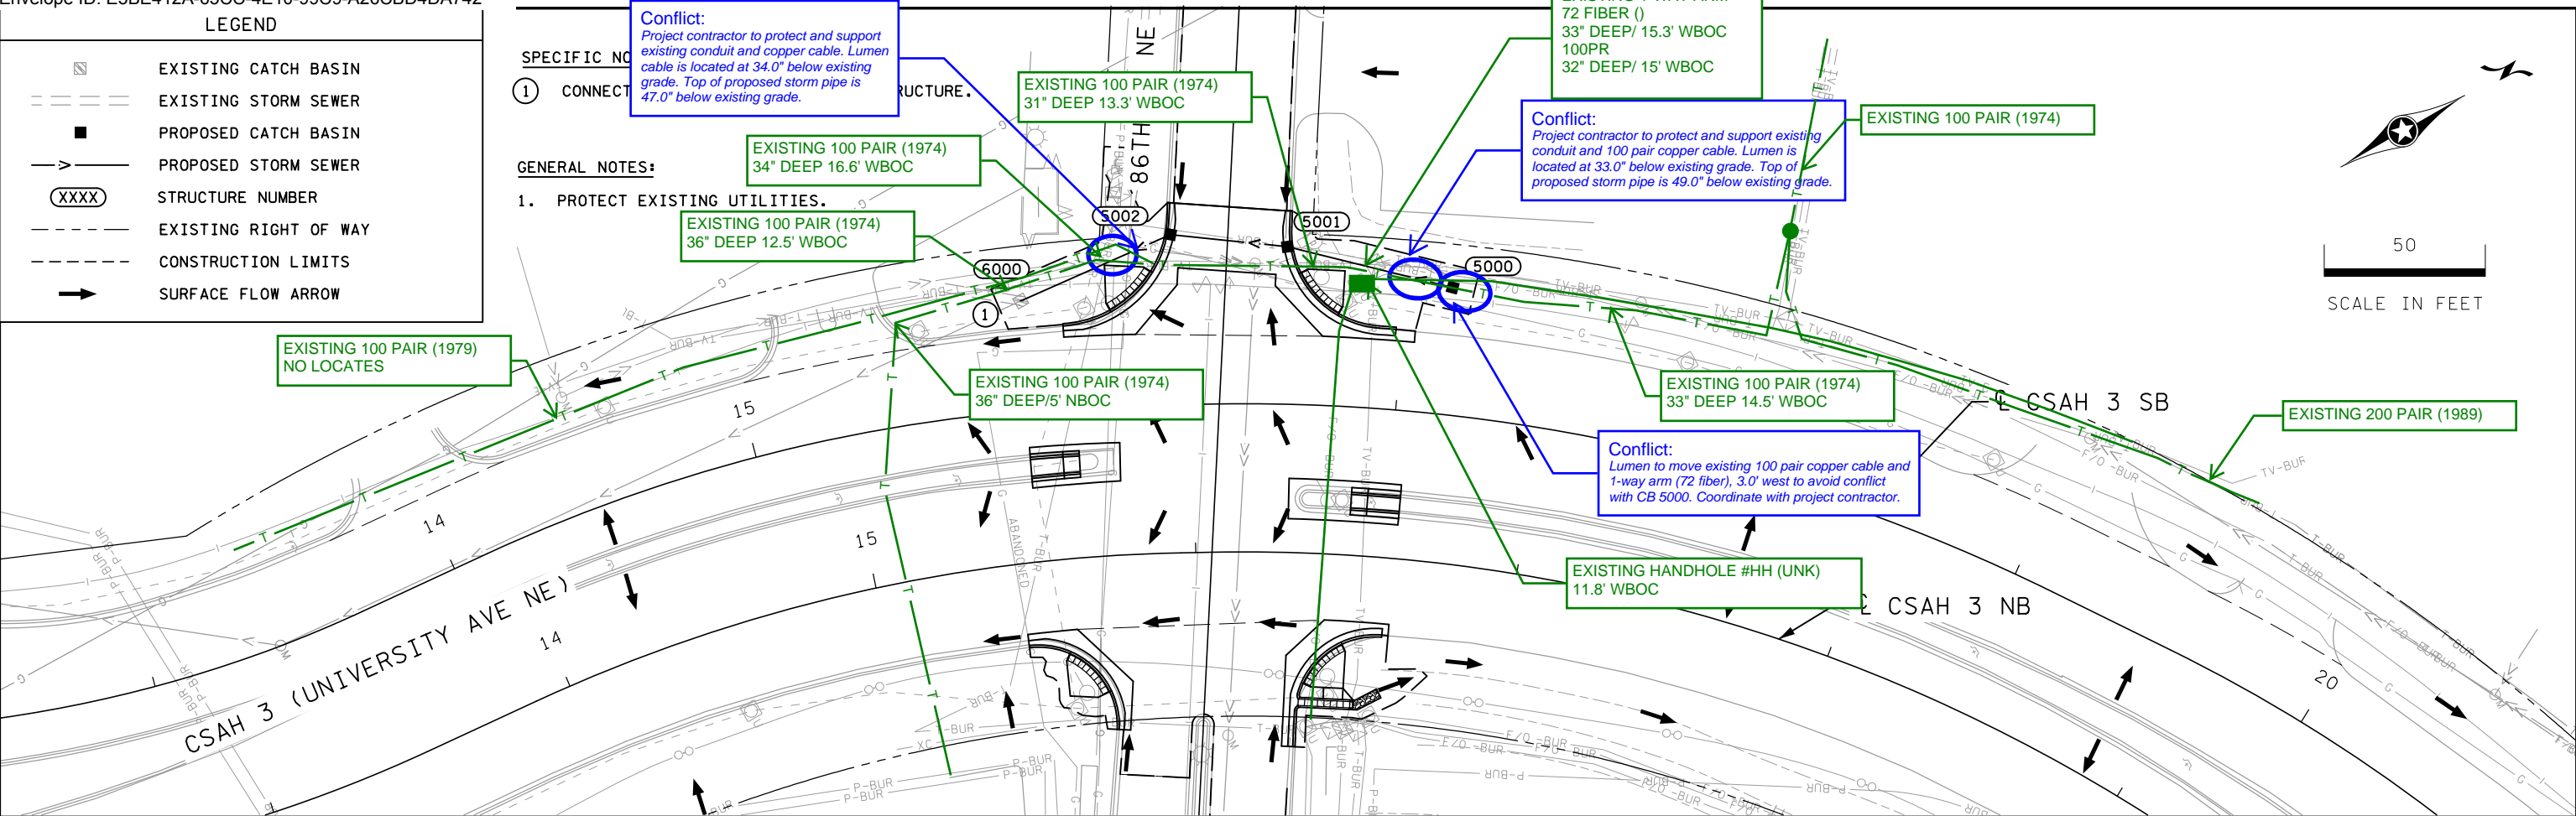 LEGEND
EXISTING CATCH BASIN
EXISTING STORM SEWER
PROPOSED CATCH BASIN
PROPOSED STORM SEWER
XXXX STRUCTURE NUMBER
EXISTING RIGHT OF WAY
CONSTRUCTION LIMITS
SURFACE FLOW ARROW
SPECIFIC NO
1 CONNECT
RUCTURE.
GENERAL NOTES:
1. PROTECT EXISTING UTILITIES.
Conflict:
Project contractor to protect and support
existing conduit and copper cable. Lumen
cable is located at 34.0" below existing
grade. Top of proposed storm pipe is
47.0" below existing grade.
EXISTING 100 PAIR (1974)
34" DEEP 16.6' WBOC
EXISTING 100 PAIR (1974)
36" DEEP 12.5' WBOC
EXISTING 100 PAIR (1979)
NO LOCATES
EXISTING 100 PAIR (1974)
31" DEEP 13.3' WBOC
86TH
NE
72 FIBER ()
33" DEEP/ 15.3' WBOC
100PR
32" DEEP/ 15' WBOC
Conflict:
Project contractor to protect and support existing
conduit and 100 pair copper cable. Lumen is
located at 33.0" below existing grade. Top of
proposed storm pipe is 49.0" below existing grade.
EXISTING 100 PAIR (1974)
50
SCALE IN FEET
5002
5001
5000
6000
1
EXISTING 100 PAIR (1974)
36" DEEP/5' NBOC
EXISTING 100 PAIR (1974)
33" DEEP 14.5' WBOC
CSAH 3 SB
EXISTING 200 PAIR (1989)
Conflict:
Lumen to move existing 100 pair copper cable and
1-way arm (72 fiber), 3.0' west to avoid conflict
with CB 5000. Coordinate with project contractor.
EXISTING HANDHOLE #HH (UNK)
11.8' WBOC
CSAH 3 NB
CSAH 3 (UNIVERSITY AVE NE)
15
14
15
14
20
ABANDONED